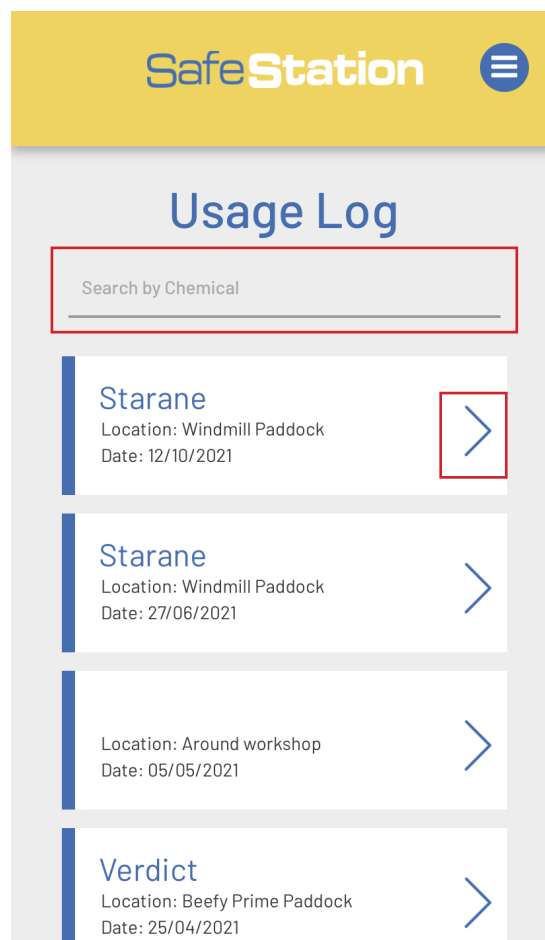 SafeStation
Usage Log
Search by Chemical
Starane
Location: Windmill Paddock
Date: 12/10/2021
Starane
Location: Windmill Paddock
Date: 27/06/2021
Location: Around workshop
Date: 05/05/2021
Verdict
Location: Beefy Prime Paddock
Date: 25/04/2021